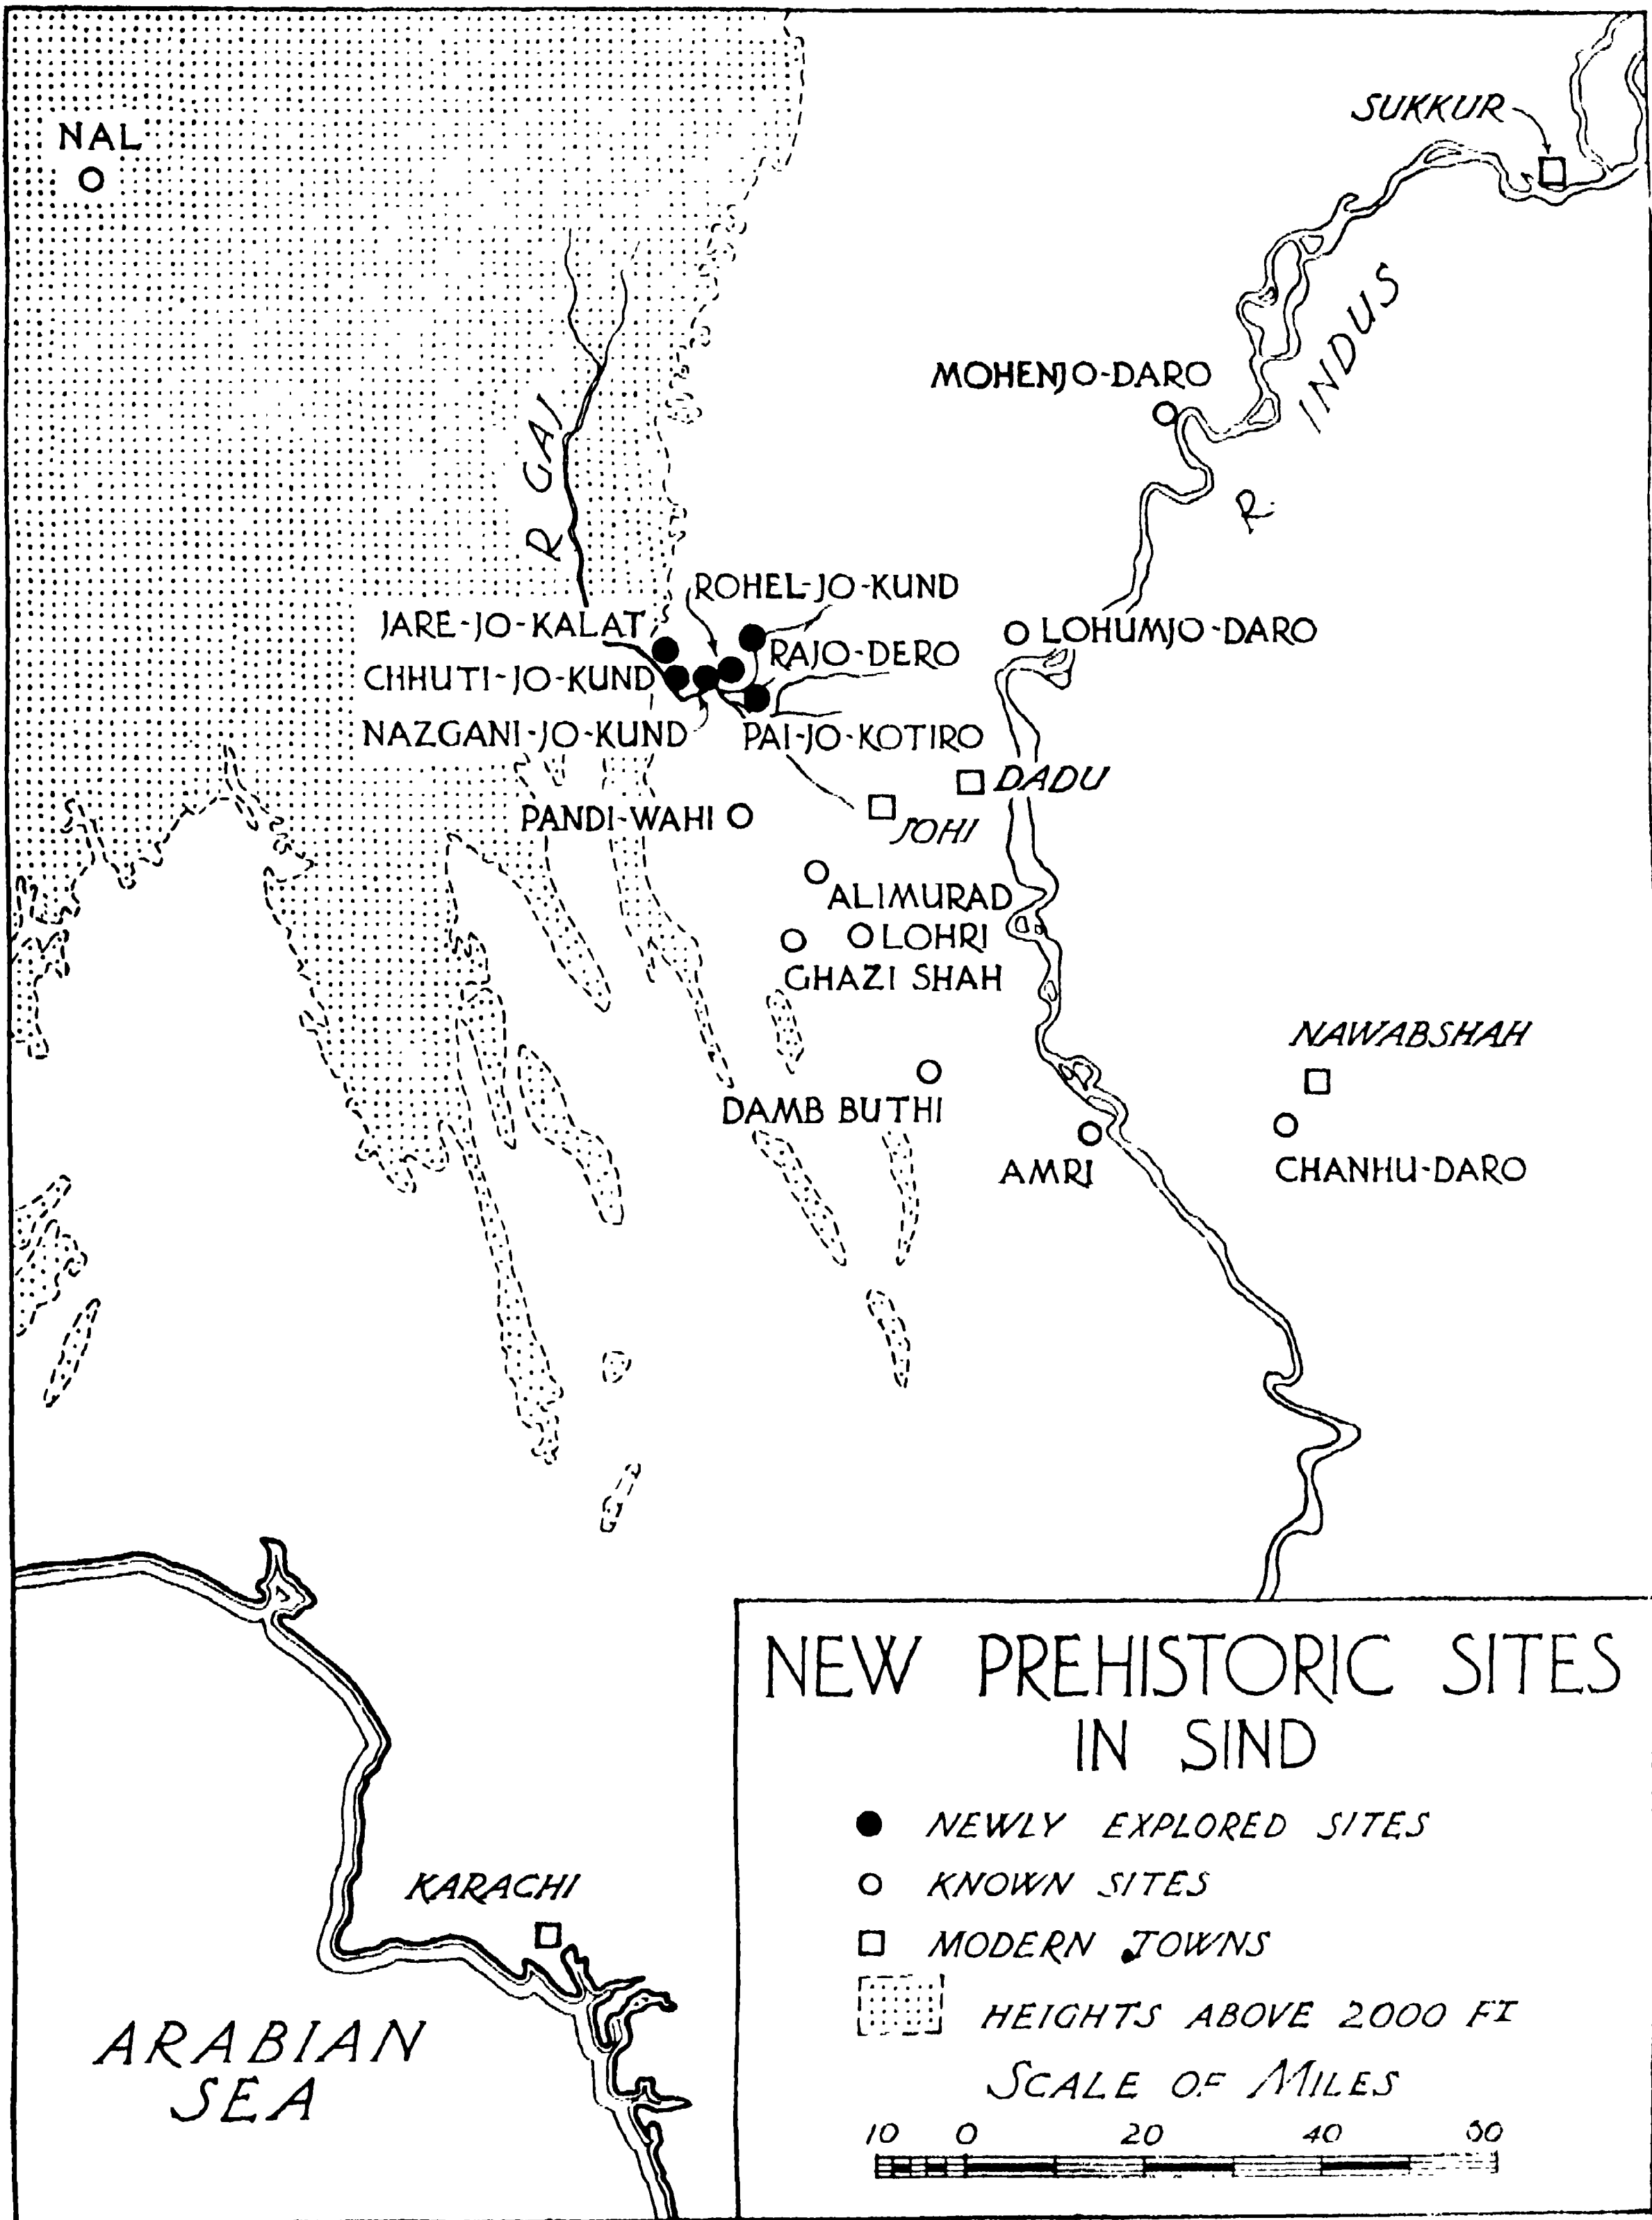 SUKKUR
NAL
INDUS
R
MOHENJO-DARO
R GAJ
ROHEL-JO-KUND
JARE-JO-KALAT
LOHUMJO-DARO
RAJO-DERO
CHHUTI-JO-KUND
NAZGANI-JO-KUND
PAI-JO-KOTIRO
DADU
PANDI-WAHI
JOHI
ALIMURAD
LOHRI
GHAZI SHAH
NAWABSHAH
DAMB BUTHI
AMRI
CHANHU-DARO
NEW PREHISTORIC SITES
IN SIND
NEWLY EXPLORED SITES
KNOWN SITES
MODERN TOWNS
HEIGHTS ABOVE 2000 FT
SCALE OF MILES
10 0 20 40 60
KARACHI
ARABIAN
SEA